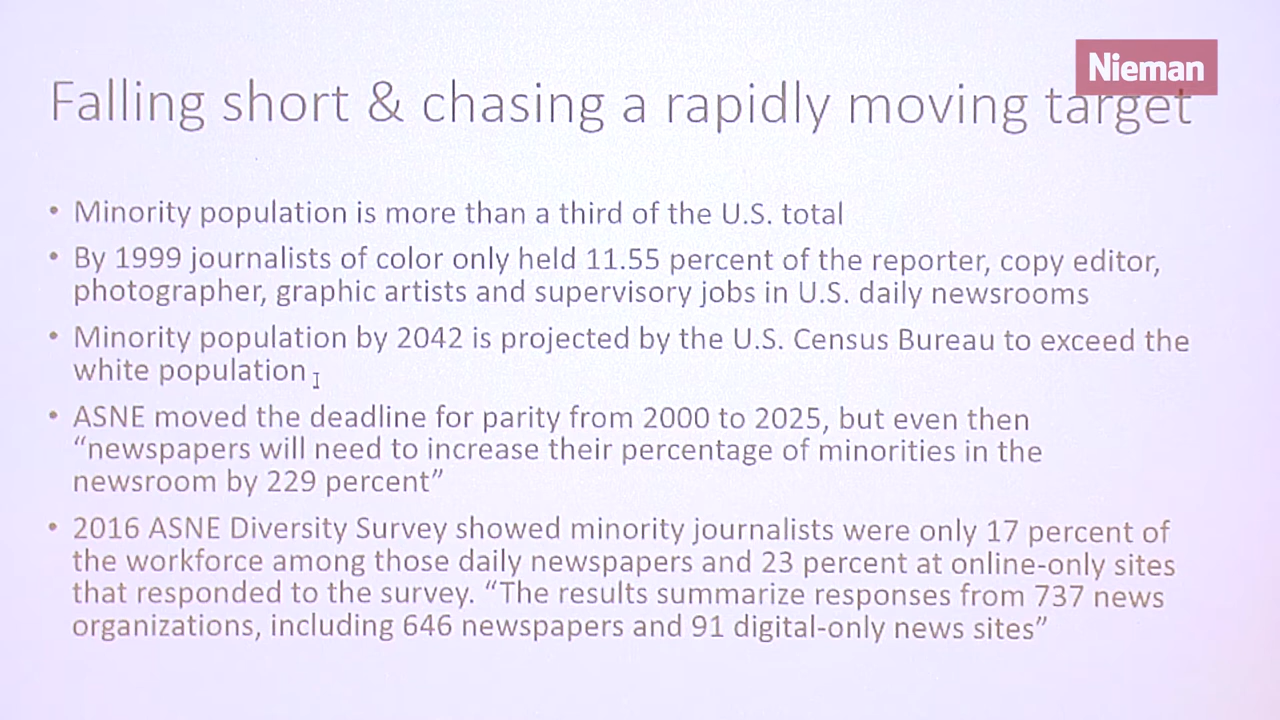 Nieman
Falling short & chasing a rapidly moving target
• Minority population is more than a third of the U.S. total
• By 1999 journalists of color only held 11.55 percent of the reporter, copy editor,
photographer, graphic artists and supervisory jobs in U.S. daily newsrooms
• Minority population by 2042 is projected by the U.S. Census Bureau to exceed the
white population
• ASNE moved the deadline for parity from 2000 to 2025, but even then
“newspapers will need to increase their percentage of minorities in the
newsroom by 229 percent”
• 2016 ASNE Diversity Survey showed minority journalists were only 17 percent of
the workforce among those daily newspapers and 23 percent at online-only sites
that responded to the survey. “The results summarize responses from 737 news
organizations, including 646 newspapers and 91 digital-only news sites”